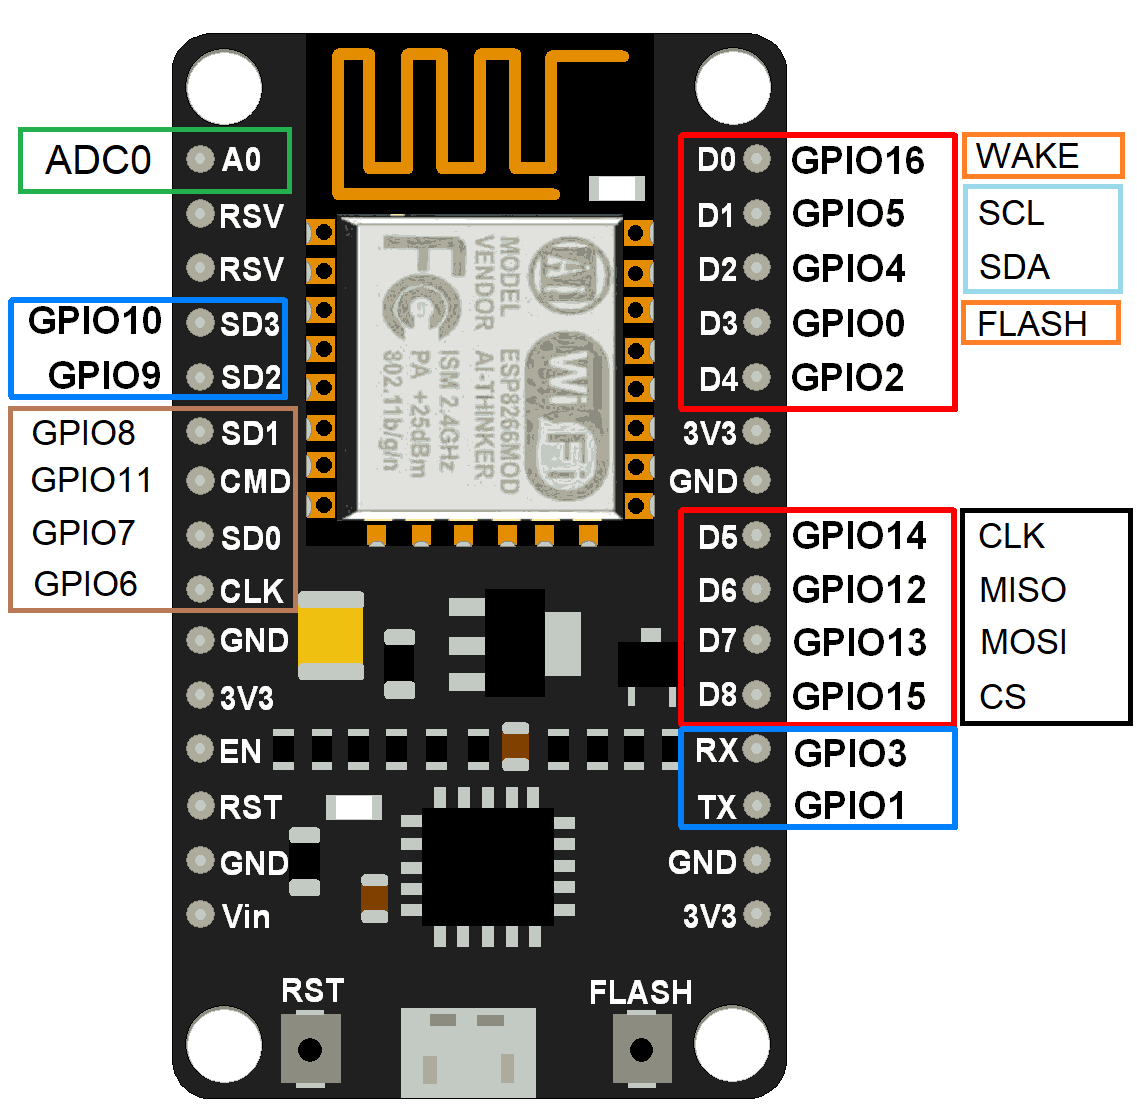 ADC0 A0
RSV
RSV
GPIO10 SD3
GPIO9 SD2
GPIO8 SD1
GPIO11 CMD
GPIO7 SD0
GPIO6 CLK
GND
3V3
EN
RST
GND
Vin
MODEL ESP8266MOD
VENDOR AI-THINKER
ISM 2.4GHz
PA +25dBm
802.11b/g/n
FC
AI
WiFi
D0 GPIO16 WAKE
D1 GPIO5 SCL
D2 GPIO4 SDA
D3 GPIO0 FLASH
D4 GPIO2
3V3
GND
D5 GPIO14 CLK
D6 GPIO12 MISO
D7 GPIO13 MOSI
D8 GPIO15 CS
RX GPIO3
TX GPIO1
GND
3V3
RST
FLASH